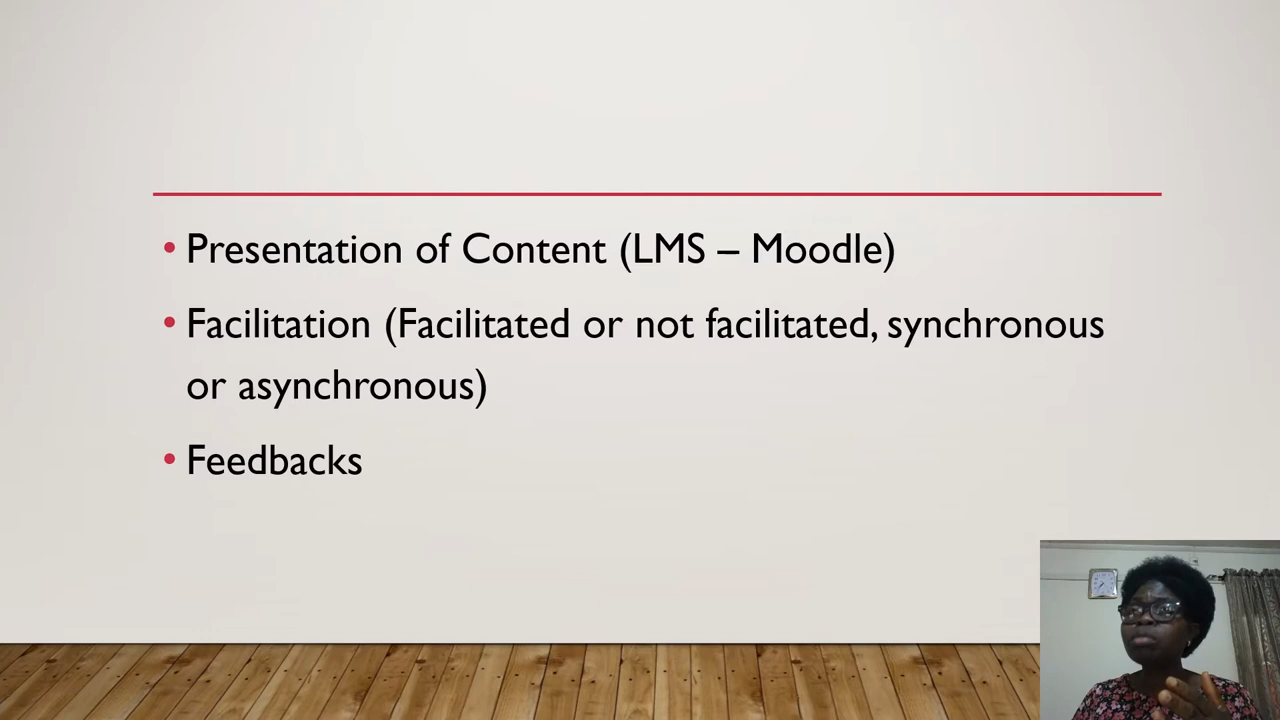 • Presentation of Content (LMS – Moodle)
• Facilitation (Facilitated or not facilitated, synchronous
or asynchronous)
• Feedbacks